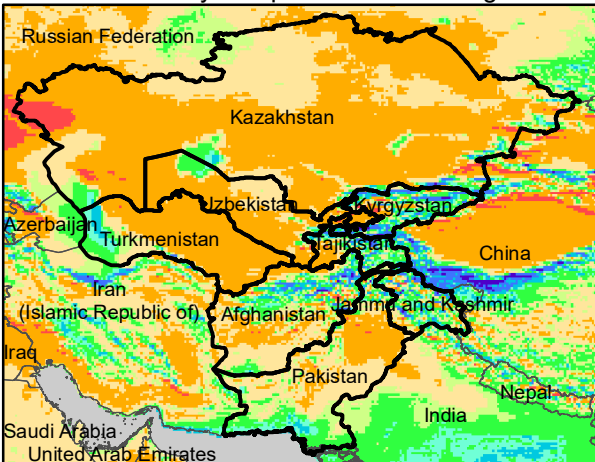 Russian Federation
Kazakhstan
Izbekistan
Kyrgyzstan
Azerbaijan
Turkmenistan
Tajikistan
China
Iran
(Islamic Republic of)
Afghanistan
Jammu and Kashmir
Iraq
Pakistan
Nepal
India
Saudi Arabia
United Arab Emirates